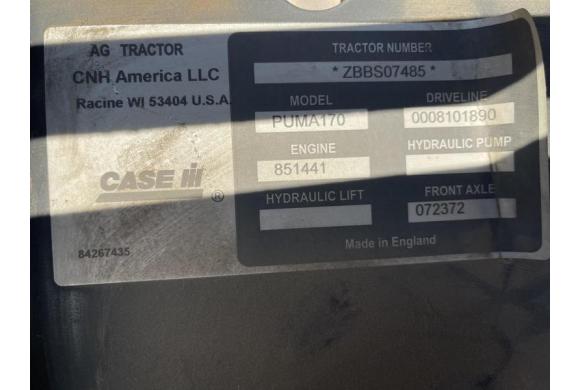 AG TRACTOR
CNH America LLC
Racine WI 53404 U.S.A.
CASE IH
®
84267435
TRACTOR NUMBER
* ZBBS07485 *
MODEL
DRIVELINE
PUMA170
0008101890
ENGINE
HYDRAULIC PUMP
851441
HYDRAULIC LIFT
FRONT AXLE
072372
Made in England